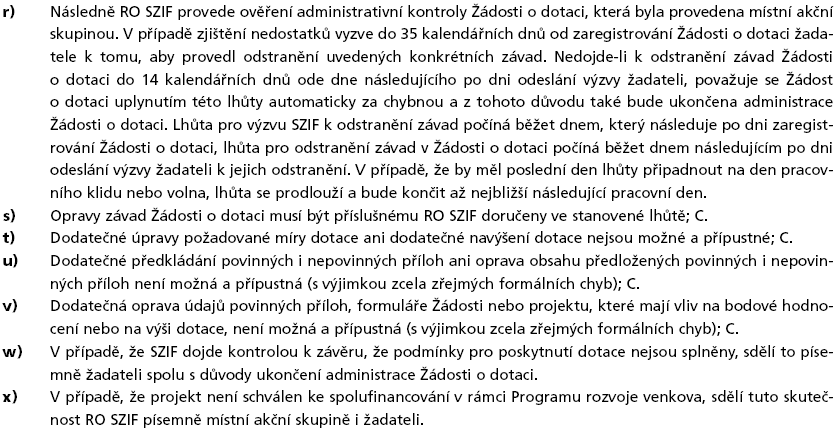 r) Následně RO SZIF provede ověření administrativní kontroly Žádosti o dotaci, která byla provedena místní akční
skupinou. V případě zjištění nedostatků vyzve do 35 kalendářních dnů od zaregistrování Žádosti o dotaci žada-
tele k tomu, aby provedl odstranění uvedených konkrétních závad. Nedojde-li k odstranění závad Žádosti
o dotaci do 14 kalendářních dnů ode dne následujícího po dni odeslání výzvy žadateli, považuje se Žádost
o dotaci uplynutím této lhůty automaticky za chybnou a z tohoto důvodu také bude ukončena administrace
Žádosti o dotaci. Lhůta pro výzvu SZIF k odstranění závad počíná běžet dnem, který následuje po dni zaregist-
rování Žádosti o dotaci, lhůta pro odstranění závad v Žádosti o dotaci počíná běžet dnem následujícím po dni
odeslání výzvy žadateli k jejich odstranění. V případě, že by měl poslední den lhůty připadnout na den pracov-
ního klidu nebo volna, lhůta se prodlouží a bude končit až nejbližší následující pracovní den.
s) Opravy závad Žádosti o dotaci musí být příslušnému RO SZIF doručeny ve stanovené lhůtě; C.
t) Dodatečné úpravy požadované míry dotace ani dodatečné navýšení dotace nejsou možné a přípustné; C.
u) Dodatečné předkládání povinných i nepovinných příloh ani oprava obsahu předložených povinných i nepovin-
ných příloh není možná a přípustná (s výjimkou zcela zřejmých formálních chyb); C.
v) Dodatečná oprava údajů povinných příloh, formuláře Žádosti nebo projektu, které mají vliv na bodové hodno-
cení nebo na výši dotace, není možná a přípustná (s výjimkou zcela zřejmých formálních chyb); C.
w) V případě, že SZIF dojde kontrolou k závěru, že podmínky pro poskytnutí dotace nejsou splněny, sdělí to píse-
mně žadateli spolu s důvody ukončení administrace Žádosti o dotaci.
x) V případě, že projekt není schválen ke spolufinancování v rámci Programu rozvoje venkova, sdělí tuto skuteč-
nost RO SZIF písemně místní akční skupině i žadateli.